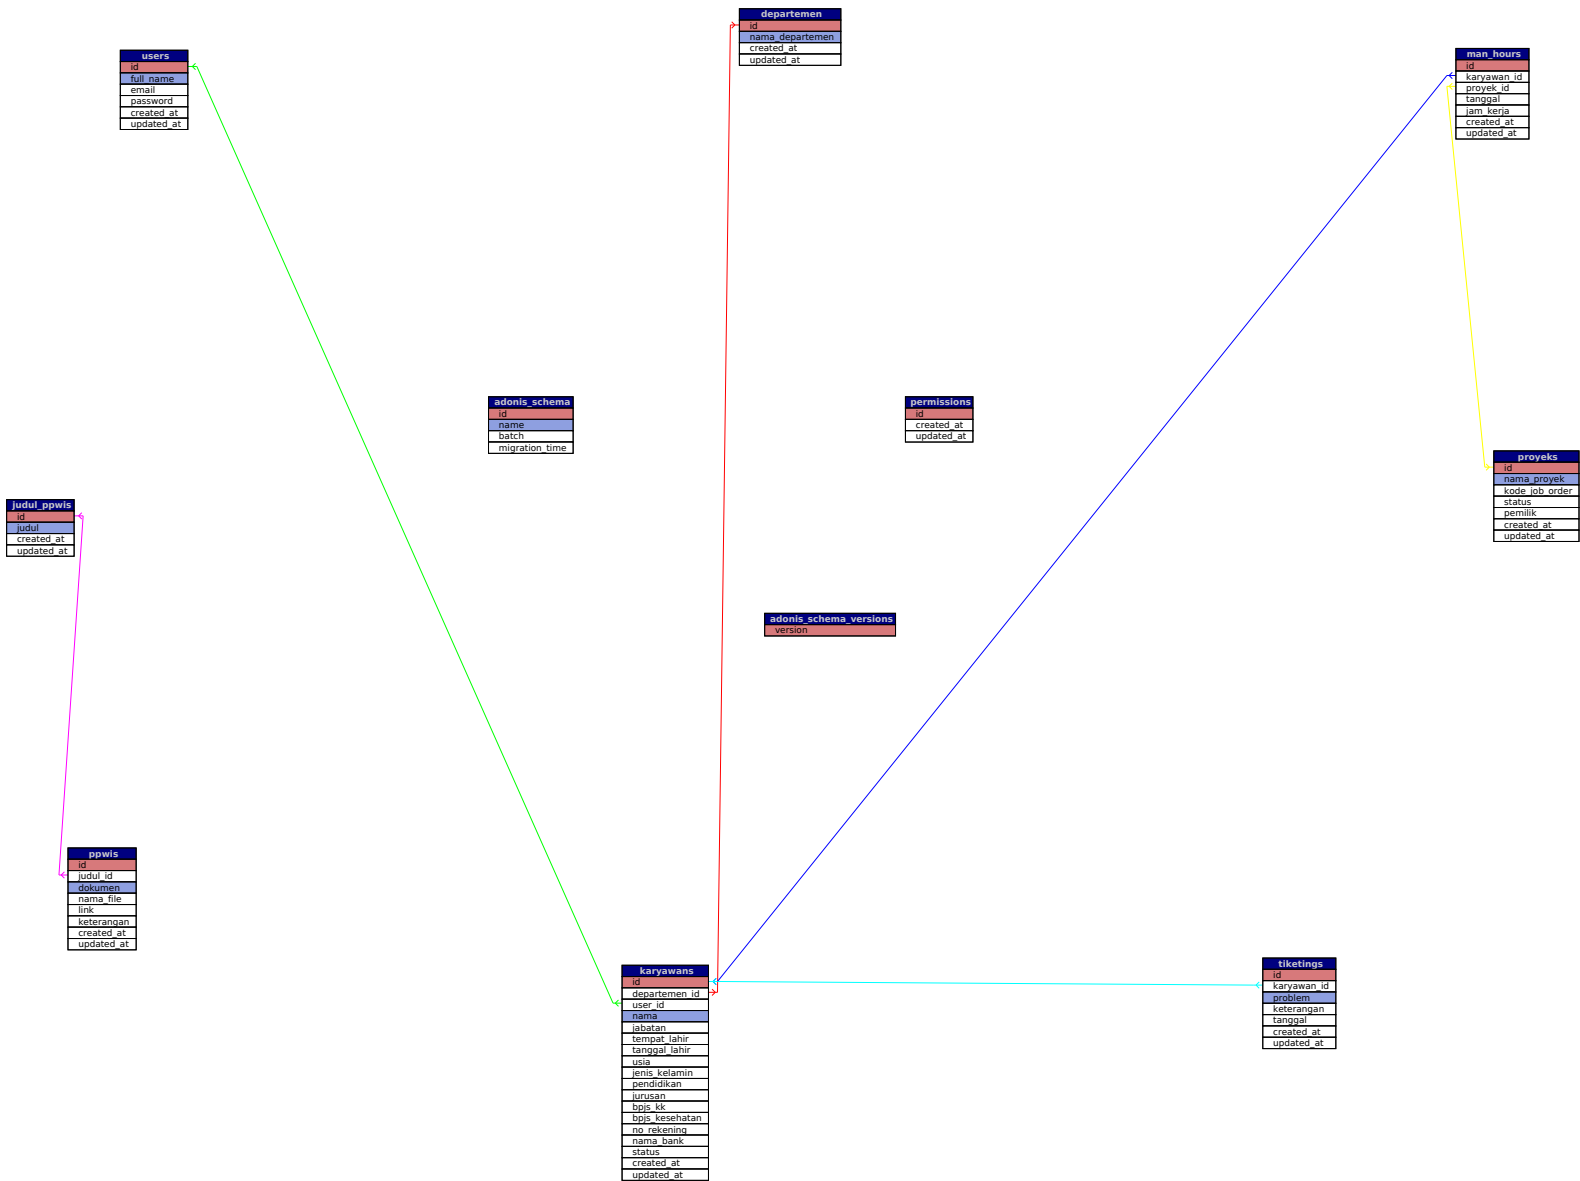 departemen
id
nama_departemen
created_at
updated_at
users
id
full_name
email
password
created_at
updated_at
man_hours
id
karyawan_id
proyek_id
tanggal
jam_kerja
created_at
updated_at
adonis_schema
id
name
batch
migration_time
permissions
id
created_at
updated_at
proyeks
id
nama_proyek
kode_job_order
status
pemilik
created_at
updated_at
judul_ppwis
id
judul
created_at
updated_at
adonis_schema_versions
version
ppwis
id
judul_id
dokumen
nama_file
link
keterangan
created_at
updated_at
karyawans
id
departemen_id
user_id
nama
jabatan
tempat_lahir
tanggal_lahir
usia
jenis_kelamin
pendidikan
jurusan
bpjs_kk
bpjs_kesehatan
no_rekening
nama_bank
status
created_at
updated_at
tiketings
id
karyawan_id
problem
keterangan
tanggal
created_at
updated_at